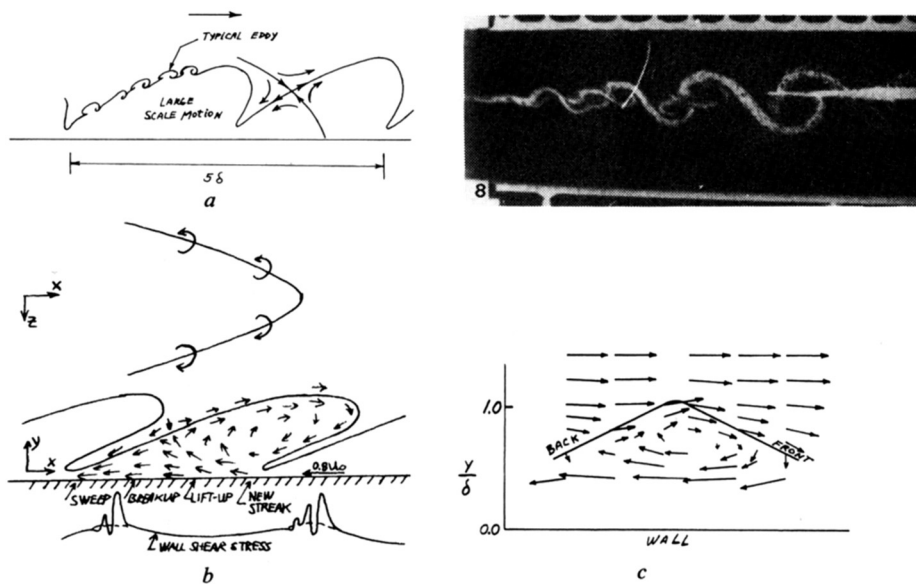 TYPICAL EDDY
LARGE
SCALE MOTION
5δ
a
8
X
Z
y
x
0.8U₀
SWEEP
BREAKUP
LIFT-UP
NEW
STREAK
WALL SHEAR STRESS
b
1.0
BACK
FRONT
y/δ
0.0
WALL
c